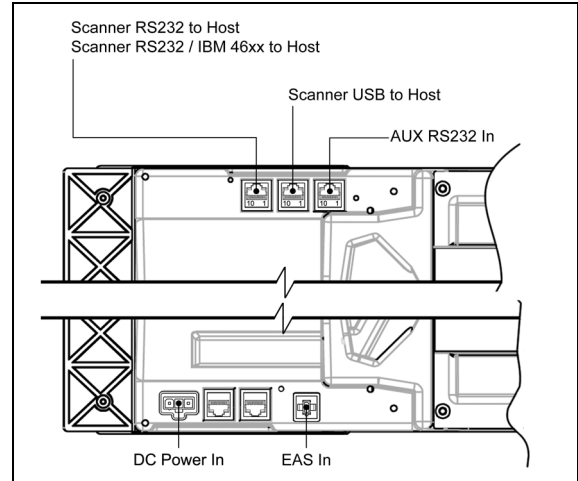 Scanner RS232 to Host
Scanner RS232 / IBM 46xx to Host
Scanner USB to Host
AUX RS232 In
10 1
10 1
10 1
DC Power In
EAS In